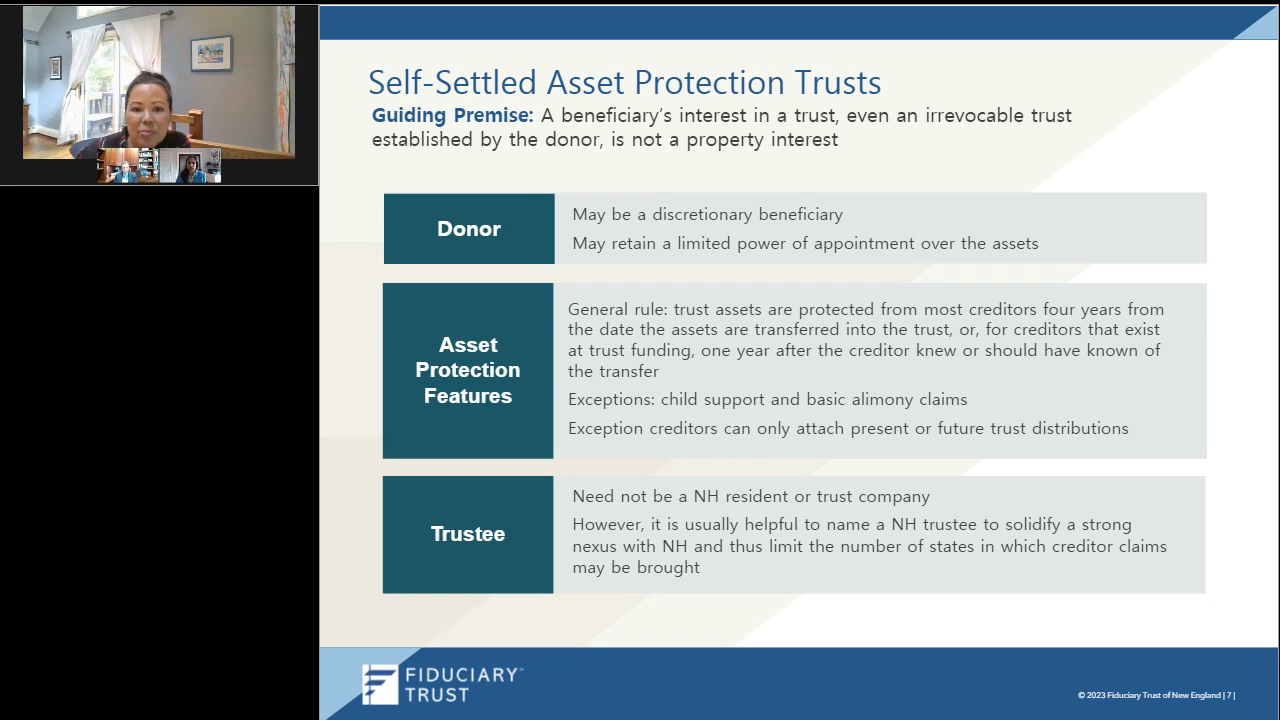 Self-Settled Asset Protection Trusts
Guiding Premise: A beneficiary's interest in a trust, even an irrevocable trust
established by the donor, is not a property interest
Donor
May be a discretionary beneficiary
May retain a limited power of appointment over the assets
Asset
Protection
Features
General rule: trust assets are protected from most creditors four years from
the date the assets are transferred into the trust, or, for creditors that exist
at trust funding, one year after the creditor knew or should have known of
the transfer
Exceptions: child support and basic alimony claims
Exception creditors can only attach present or future trust distributions
Trustee
Need not be a NH resident or trust company
However, it is usually helpful to name a NH trustee to solidify a strong
nexus with NH and thus limit the number of states in which creditor claims
may be brought
FIDUCIARY™
TRUST
© 2023 Fiduciary Trust of New England | 7 |